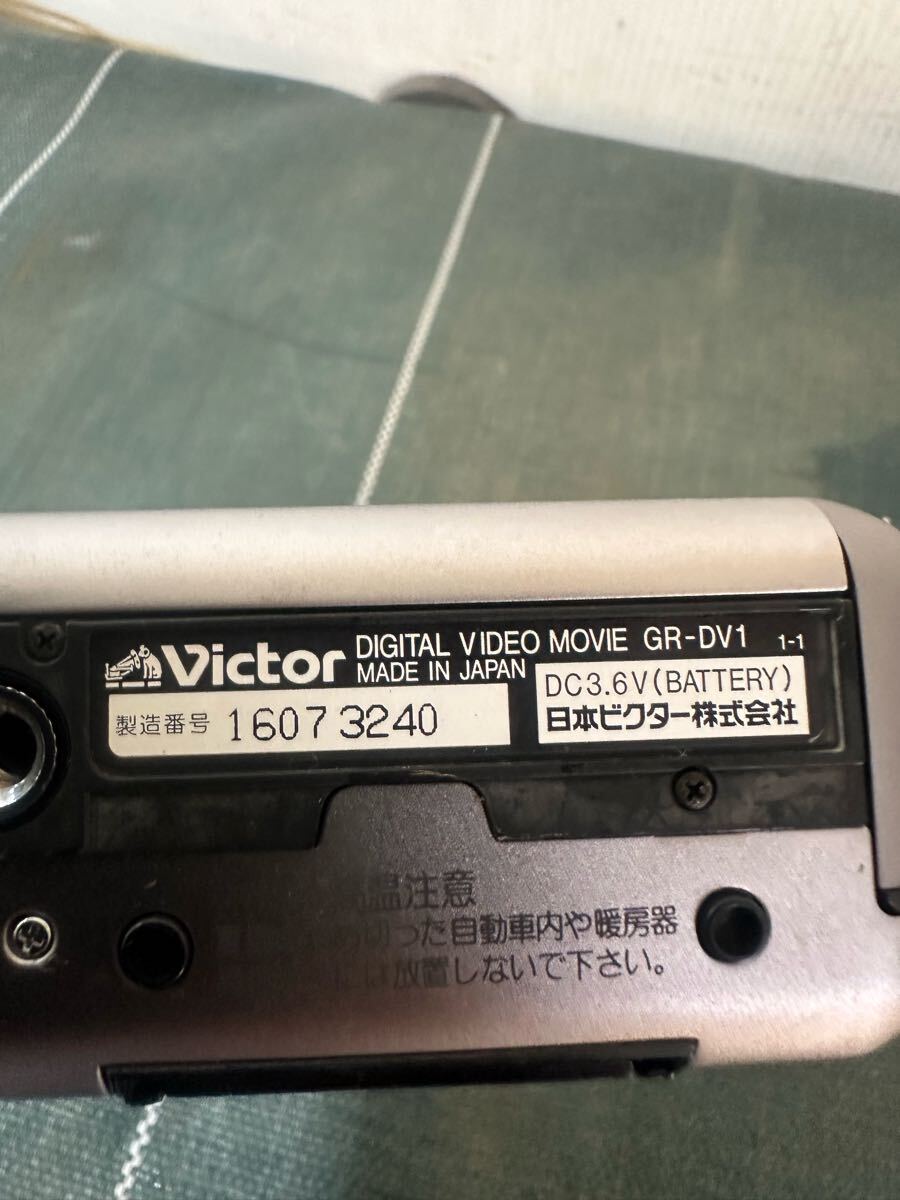 Victor DIGITAL VIDEO MOVIE GR-DV1 1-1
MADE IN JAPAN
製造番号 16073240
DC3.6V(BATTERY)
日本ビクター株式会社
温注意
った自動車内や暖房器
は放置しないで下さい。